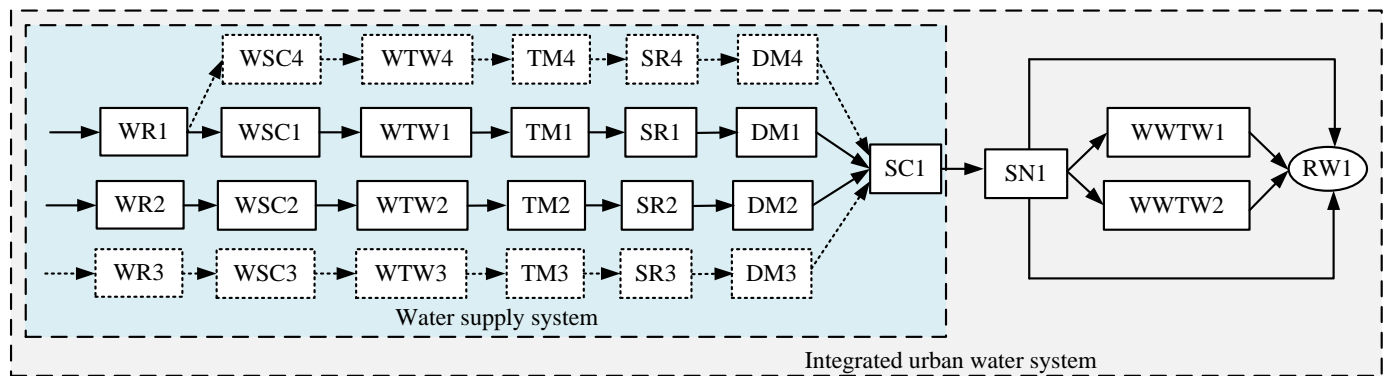 WSC4 WTW4 TM4 SR4 DM4
WR1 WSC1 WTW1 TM1 SR1 DM1
WWTW1
SC1 SN1 RW1
WR2 WSC2 WTW2 TM2 SR2 DM2
WWTW2
WR3 WSC3 WTW3 TM3 SR3 DM3
Water supply system
Integrated urban water system